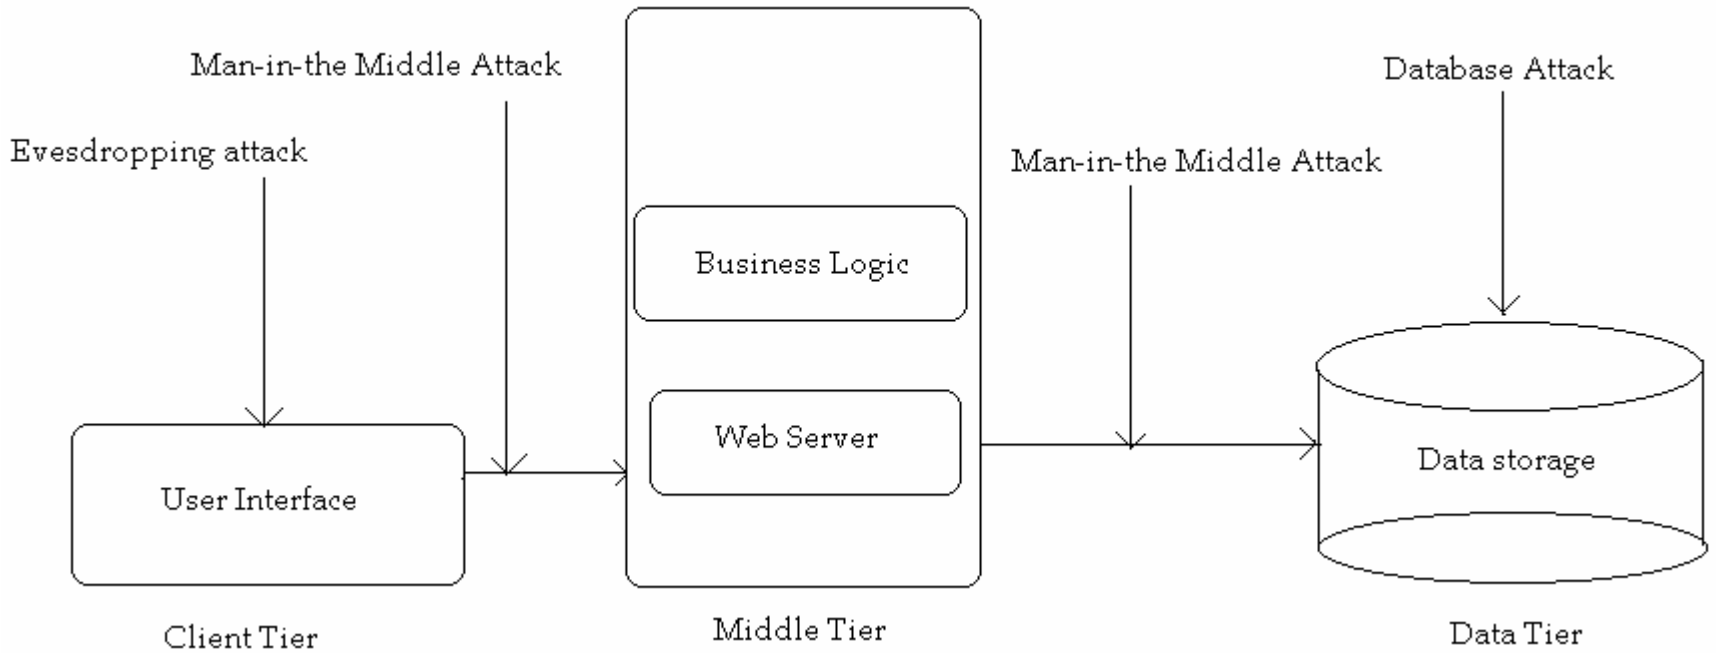 Man-in-the Middle Attack
Database Attack
Evesdropping attack
Man-in-the Middle Attack
Business Logic
Web Server
Data storage
User Interface
Client Tier
Middle Tier
Data Tier